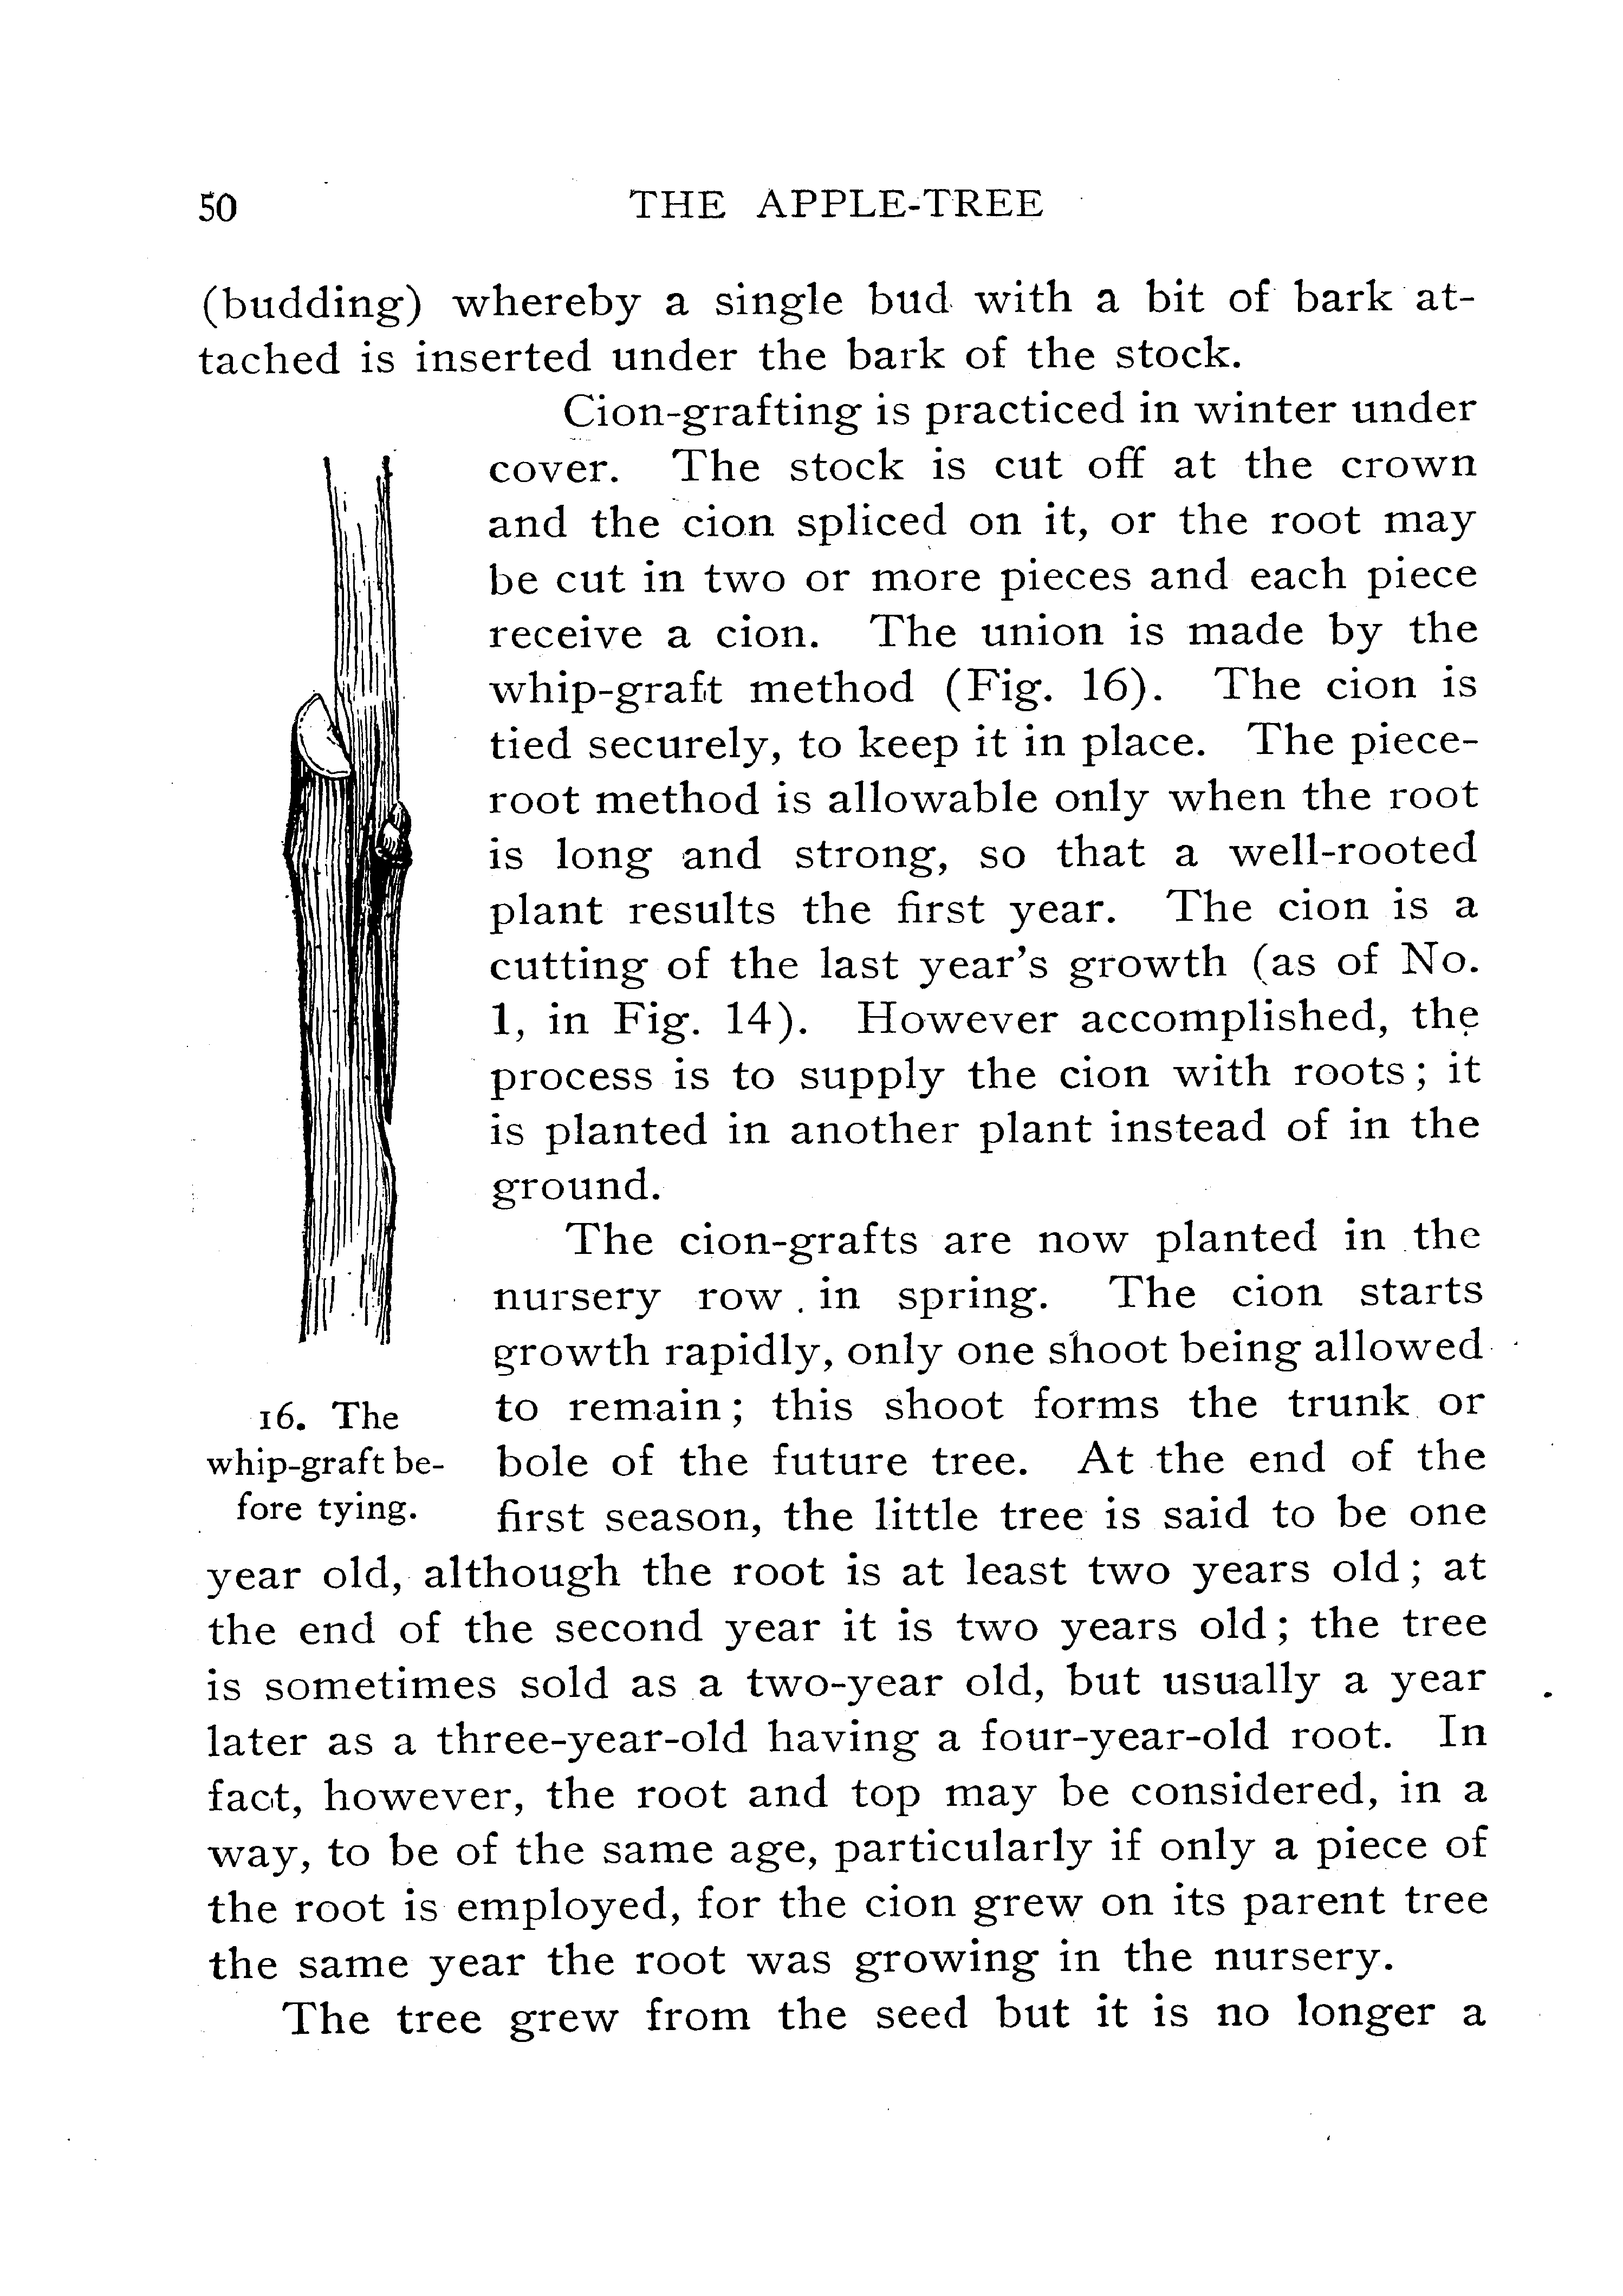 50 THE APPLE-TREE
(budding) whereby a single bud with a bit of bark at-
tached is inserted under the bark of the stock.
Cion-grafting is practiced in winter under
cover. The stock is cut off at the crown
and the cion spliced on it, or the root may
be cut in two or more pieces and each piece
receive a cion. The union is made by the
whip-graft method (Fig. 16). The cion is
tied securely, to keep it in place. The piece-
root method is allowable only when the root
is long and strong, so that a well-rooted
plant results the first year. The cion is a
cutting of the last year's growth (as of No.
1, in Fig. 14). However accomplished, the
process is to supply the cion with roots; it
is planted in another plant instead of in the
ground.
The cion-grafts are now planted in the
nursery row in spring. The cion starts
growth rapidly, only one shoot being allowed
to remain; this shoot forms the trunk or
bole of the future tree. At the end of the
first season, the little tree is said to be one
16. The
whip-graft be-
fore tying.
year old, although the root is at least two years old; at
the end of the second year it is two years old; the tree
is sometimes sold as a two-year old, but usually a year
later as a three-year-old having a four-year-old root. In
fact, however, the root and top may be considered, in a
way, to be of the same age, particularly if only a piece of
the root is employed, for the cion grew on its parent tree
the same year the root was growing in the nursery.
The tree grew from the seed but it is no longer a